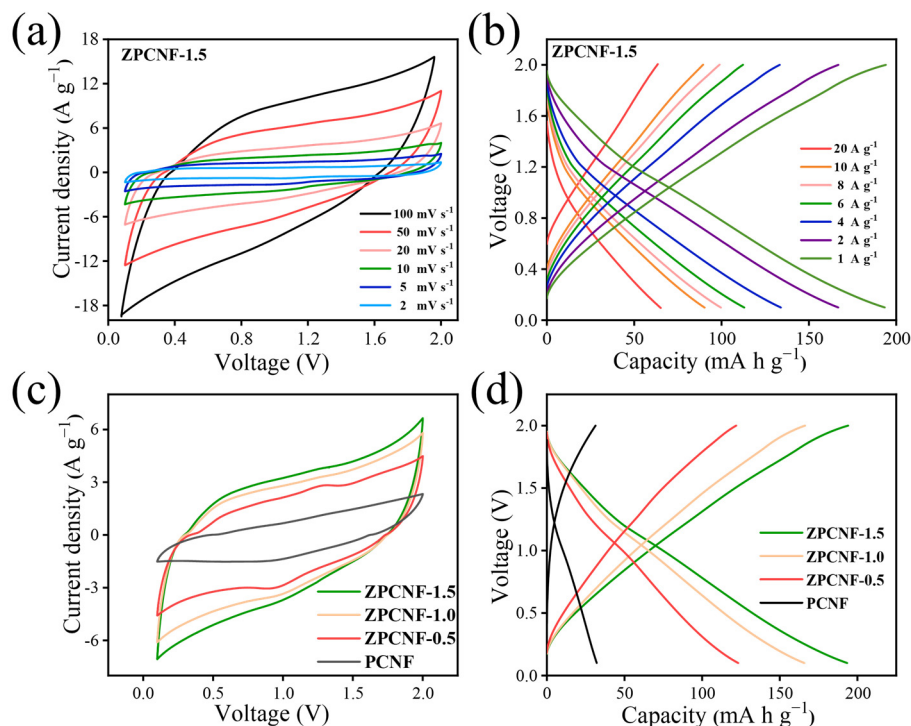 (a)
ZPCNF-1.5
Current density (A g⁻¹)
18
12
6
0
-6
-12
-18
100 mV s⁻¹
50 mV s⁻¹
20 mV s⁻¹
10 mV s⁻¹
5 mV s⁻¹
2 mV s⁻¹
0.0 0.4 0.8 1.2 1.6 2.0
Voltage (V)
(b)
ZPCNF-1.5
Voltage (V)
2.0
1.6
1.2
0.8
0.4
0.0
20 A g⁻¹
10 A g⁻¹
8 A g⁻¹
6 A g⁻¹
4 A g⁻¹
2 A g⁻¹
1 A g⁻¹
0 50 100 150 200
Capacity (mA h g⁻¹)
(c)
Current density (A g⁻¹)
6
3
0
-3
-6
ZPCNF-1.5
ZPCNF-1.0
ZPCNF-0.5
PCNF
0.0 0.5 1.0 1.5 2.0
Voltage (V)
(d)
Voltage (V)
2.0
1.5
1.0
0.5
0.0
ZPCNF-1.5
ZPCNF-1.0
ZPCNF-0.5
PCNF
0 50 100 150 200
Capacity (mA h g⁻¹)